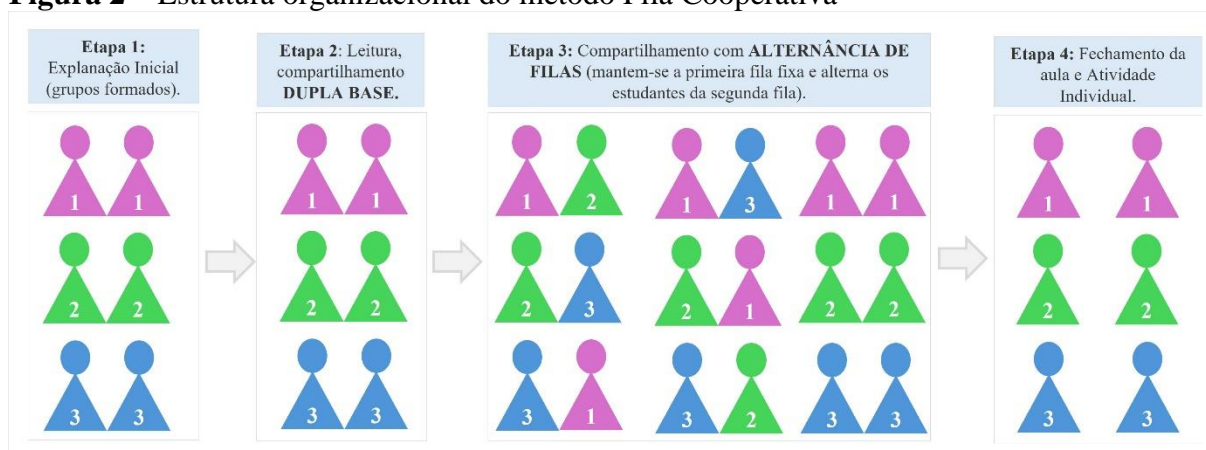 Figura 2 – Estrutura organizacional do método Fila Cooperativa
Etapa 1:
Explanação Inicial
(grupos formados).
Etapa 2: Leitura,
compartilhamento
DUPLA BASE.
Etapa 3: Compartilhamento com ALTERNÂNCIA DE
FILAS (mantem-se a primeira fila fixa e alterna os
estudantes da segunda fila).
Etapa 4: Fechamento da
aula e Atividade
Individual.
1 1
2 2
3 3
1 1
2 2
3 3
1 2 1 3 1 1
2 3 2 1 2 2
3 1 3 2 3 3
1 1
2 2
3 3